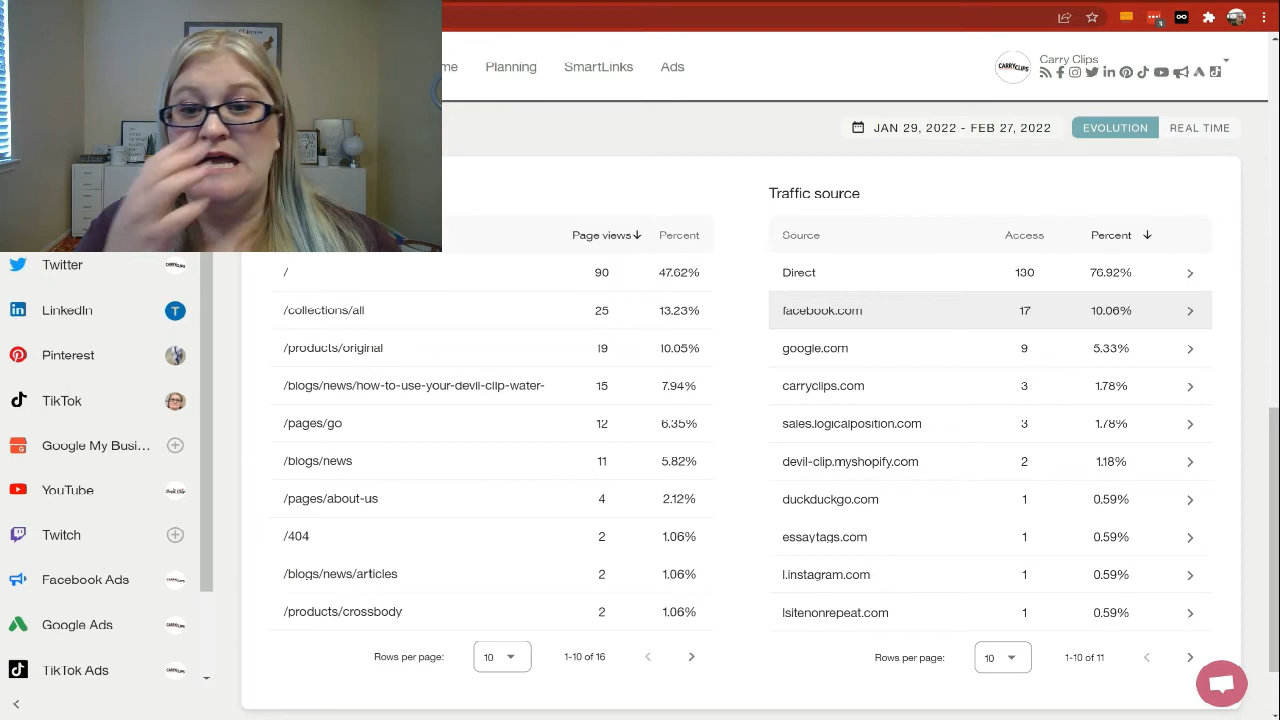 me Planning SmartLinks Ads
Carry Clips
CARRYCLIPS
JAN 29, 2022 - FEB 27, 2022 EVOLUTION REAL TIME
Traffic source
Page views Percent
Source Access Percent
/ 90 47.62%
Direct 130 76.92%
/collections/all 25 13.23%
facebook.com 17 10.06%
/products/original 19 10.05%
google.com 9 5.33%
/blogs/news/how-to-use-your-devil-clip-water- 15 7.94%
carryclips.com 3 1.78%
/pages/go 12 6.35%
sales.logicalposition.com 3 1.78%
/blogs/news 11 5.82%
devil-clip.myshopify.com 2 1.18%
/pages/about-us 4 2.12%
duckduckgo.com 1 0.59%
/404 2 1.06%
essaytags.com 1 0.59%
/blogs/news/articles 2 1.06%
l.instagram.com 1 0.59%
/products/crossbody 2 1.06%
lsitenonrepeat.com 1 0.59%
Rows per page: 10 1-10 of 16
Rows per page: 10 1-10 of 11
Twitter
LinkedIn T
Pinterest
TikTok
Google My Busi...
YouTube
Twitch
Facebook Ads
Google Ads
TikTok Ads